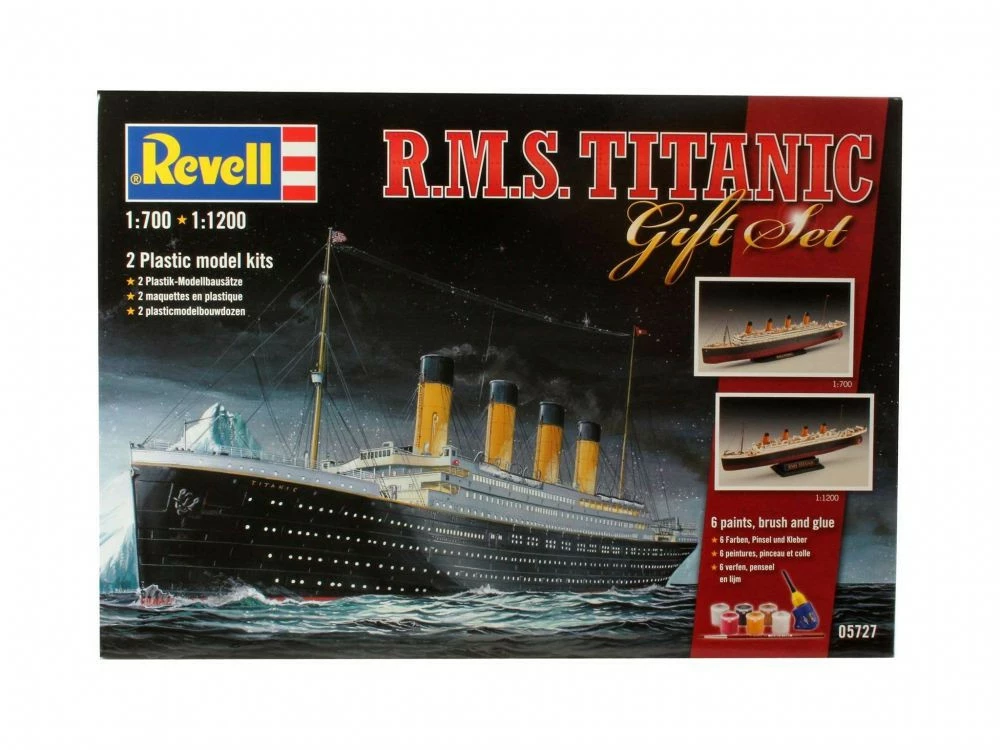 ® Revell
1:700 ★ 1:1200
2 Plastic model kits
★ 2 Plastik-Modellbausätze
★ 2 maquettes en plastique
★ 2 plasticmodelbouwdozen
R.M.S. TITANIC
Gift Set
1:700
1:1200
TITANIC
6 paints, brush and glue
★ 6 Farben, Pinsel und Kleber
★ 6 peintures, pinceau et colle
★ 6 verfen, penseel
en lijm
05727